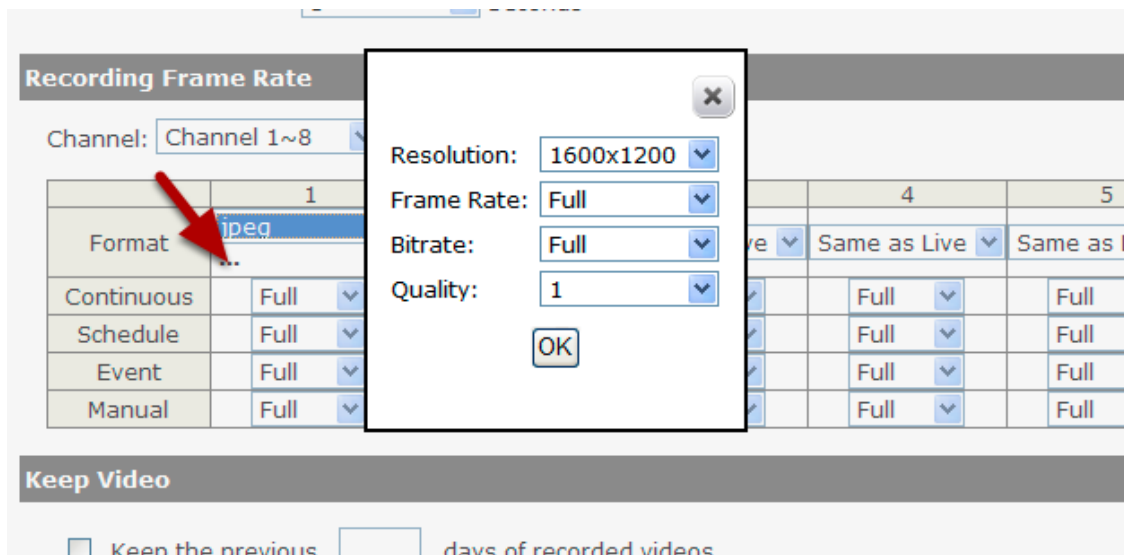 Recording Frame Rate
Channel: Channel 1~8
1 4 5
Format jpeg Same as Live Same as
...
Continuous Full Full Full
Schedule Full Full Full
Event Full Full Full
Manual Full Full Full
Resolution: 1600x1200
Frame Rate: Full
Bitrate: Full
Quality: 1
OK
Keep Video
Keep the previous days of recorded videos